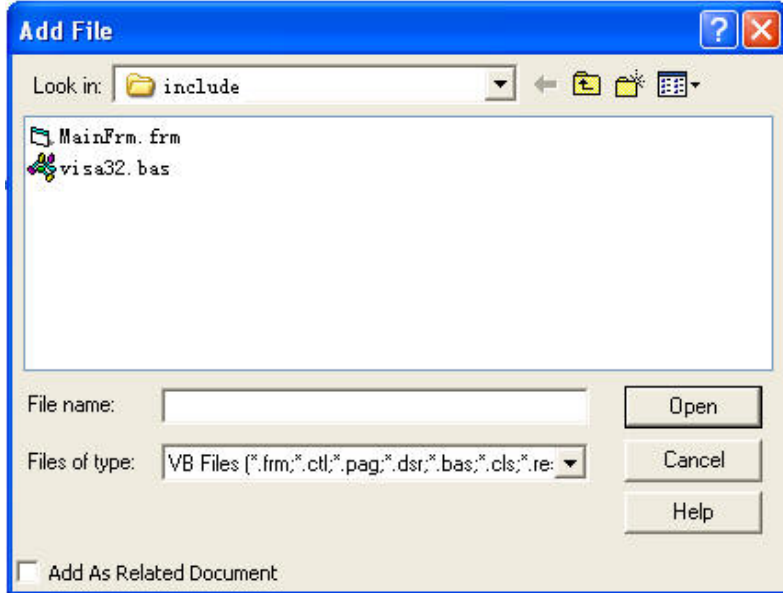 Add File
Look in: include
MainFrm.frm
visa32.bas
File name: Open
Files of type: VB Files (*.frm;*.ctl;*.pag;*.dsr;*.bas;*.cls;*.re: Cancel
Help
Add As Related Document